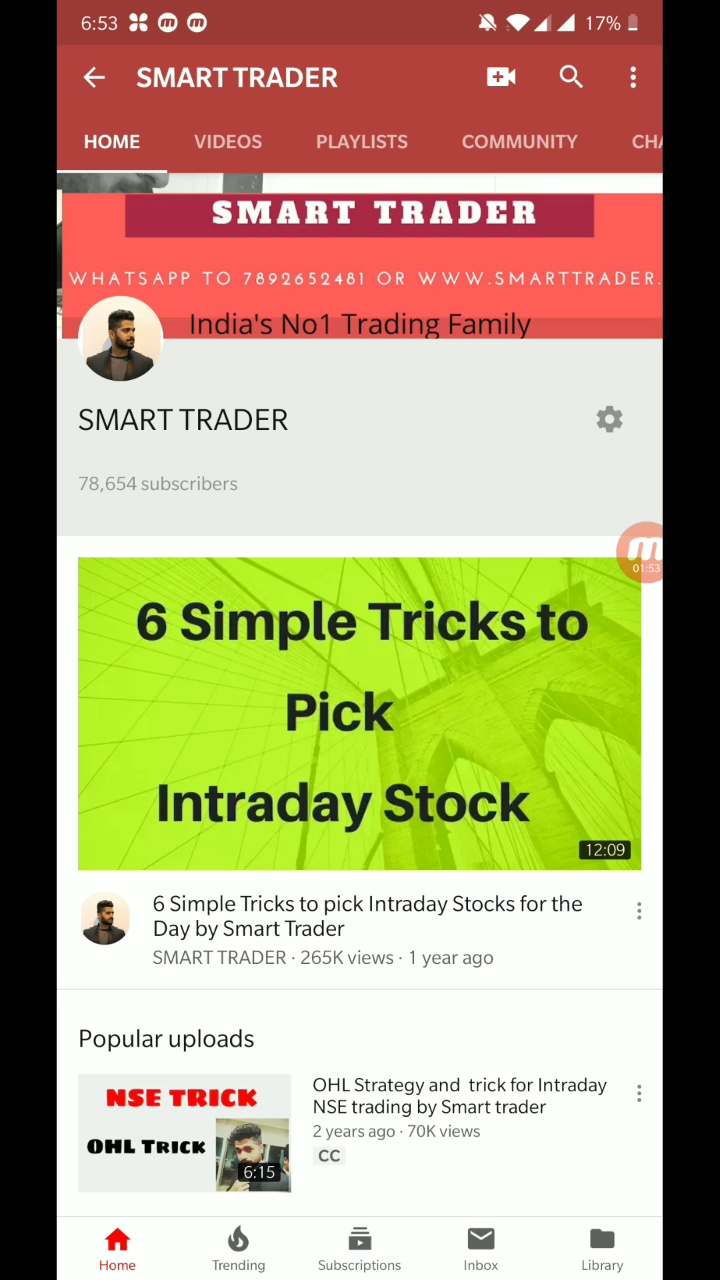 6:53
17%
SMART TRADER
HOME
VIDEOS
PLAYLISTS
COMMUNITY
CHA
SMART TRADER
WHATSAPP TO 7892652481 OR WWW.SMARTTRADER.
India's No1 Trading Family
SMART TRADER
78,654 subscribers
01:53
6 Simple Tricks to
Pick
Intraday Stock
12:09
6 Simple Tricks to pick Intraday Stocks for the
Day by Smart Trader
SMART TRADER · 265K views · 1 year ago
Popular uploads
NSE TRICK
OHL TRICK
6:15
OHL Strategy and trick for Intraday
NSE trading by Smart trader
2 years ago · 70K views
CC
Home
Trending
Subscriptions
Inbox
Library